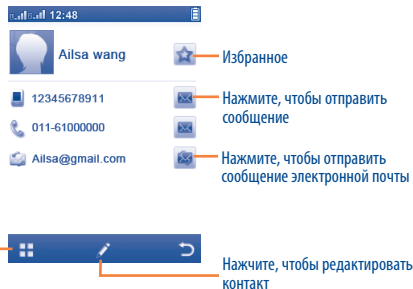 12:48
Ailsa wang
Избранное
12345678911
Нажмите, чтобы отправить
сообщение
011-61000000
Ailsa@gmail.com
Нажмите, чтобы отправить
сообщение электронной почты
Нажчите, чтобы редактировать
контакт